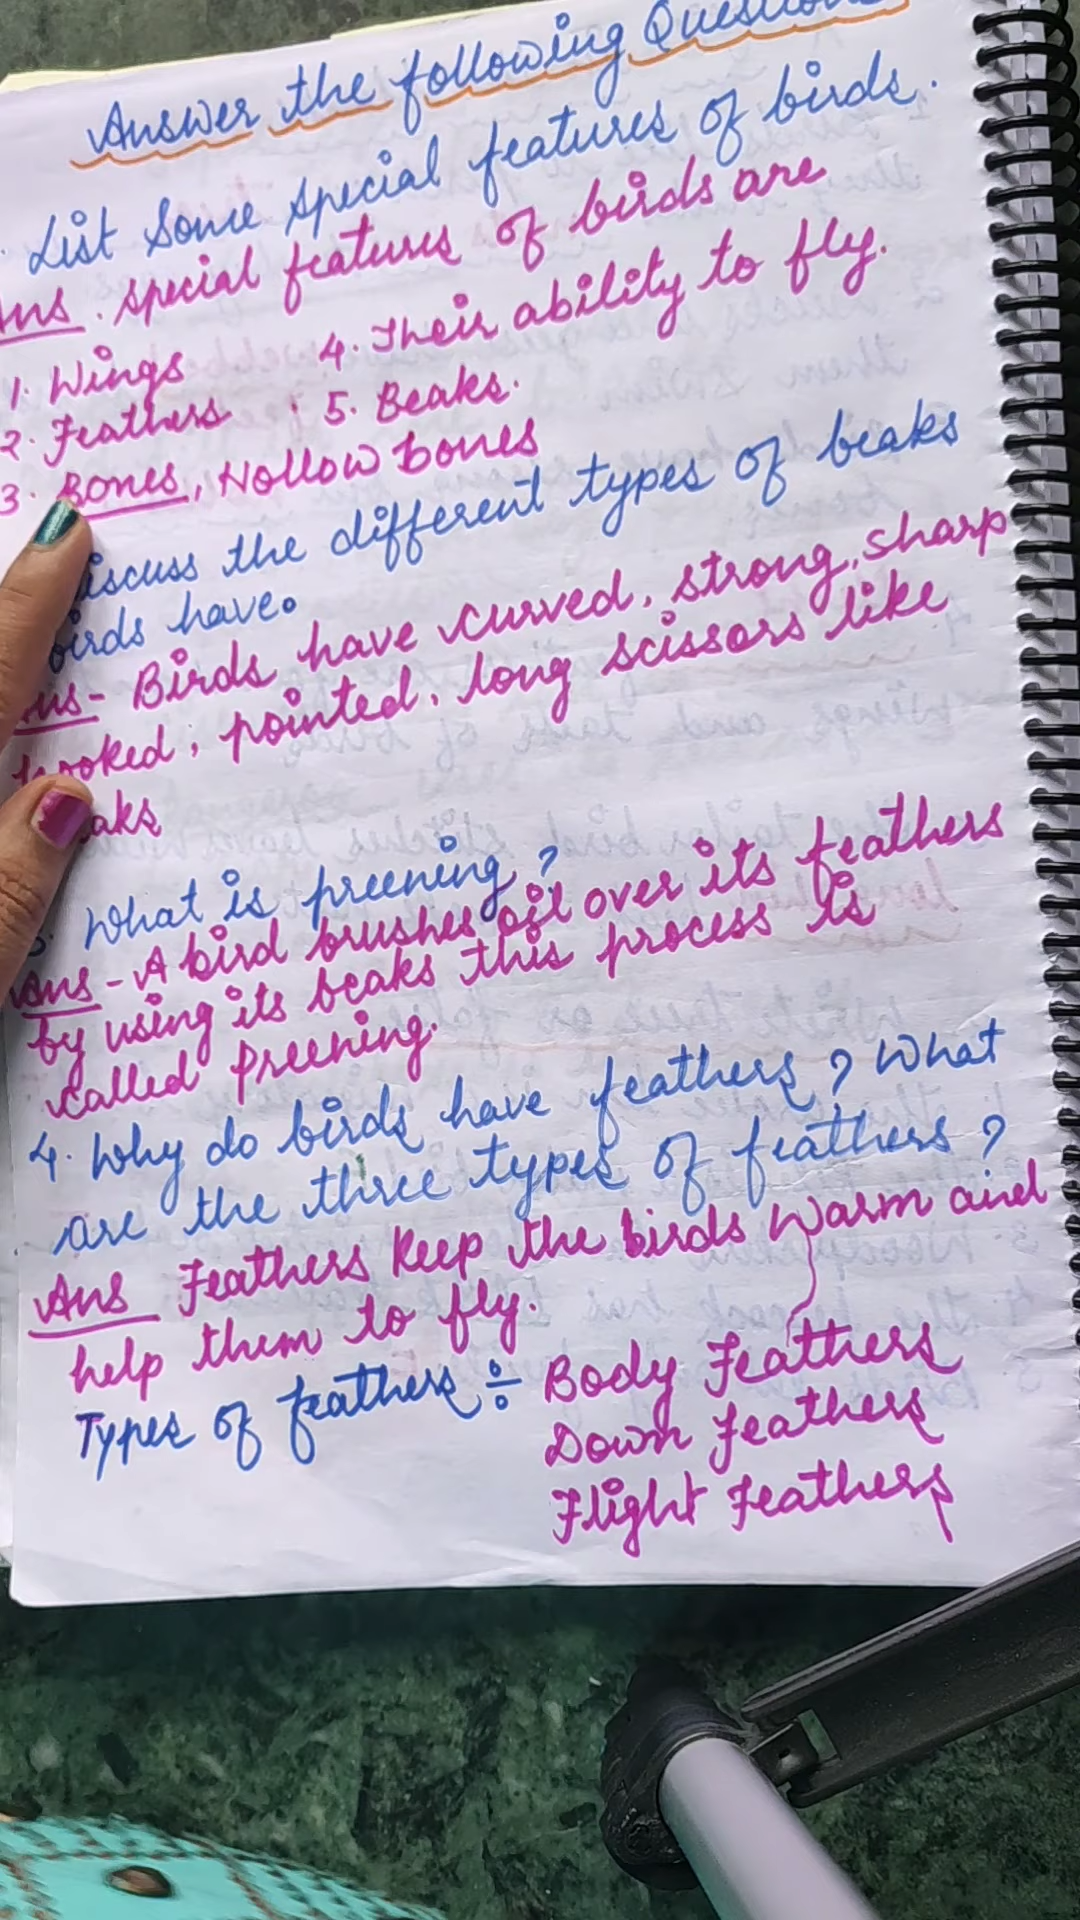 Answer the following Question
List Some special features of birds.
Ans. special features of birds are
1. Wings 4. Their ability to fly.
2. Feathers 5. Beaks.
3. Bones, Hollow bones
iscuss the different types of beaks
birds have.
Ans- Birds have curved, strong, sharp
hooked, pointed, long scissors like
aks
What is preening?
Ans - A bird brushes oil over its feathers
by using its beaks this process is
called Preening.
4. Why do birds have feathers? What
are the three types of feathers?
Ans Feathers Keep the birds warm and
help them to fly.
Types of feathers ÷ Body Feathers
Down Feathers
Flight Feathers